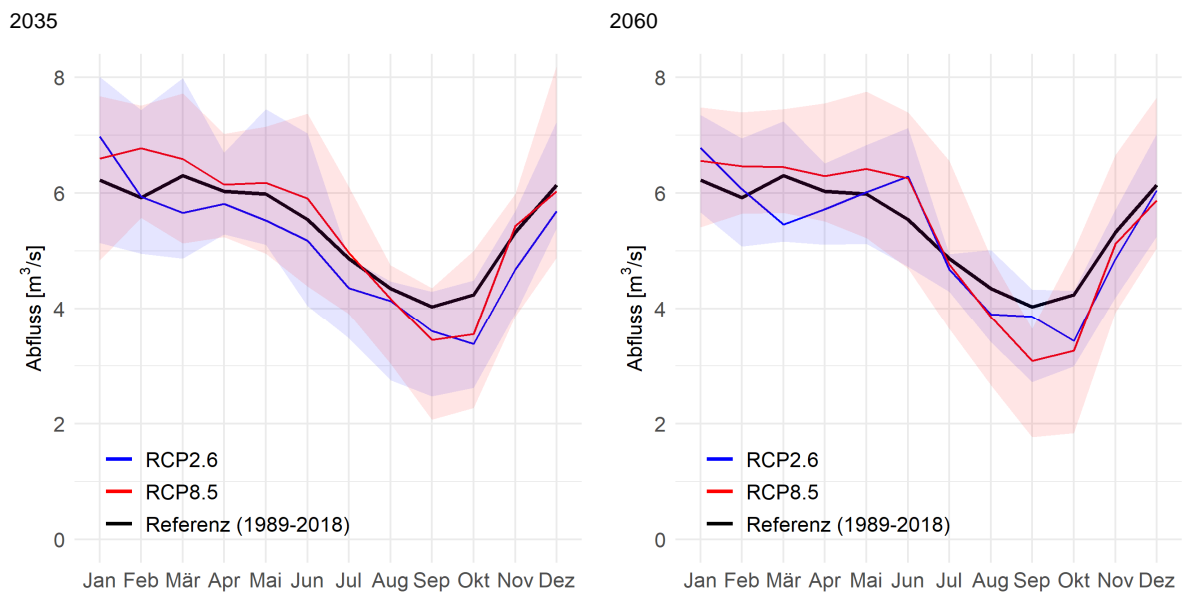 2035
8
6
4
2
0
Abfluss [m³/s]
RCP2.6
RCP8.5
Referenz (1989-2018)
Jan Feb Mär Apr Mai Jun Jul Aug Sep Okt Nov Dez
2060
8
6
4
2
0
Abfluss [m³/s]
RCP2.6
RCP8.5
Referenz (1989-2018)
Jan Feb Mär Apr Mai Jun Jul Aug Sep Okt Nov Dez